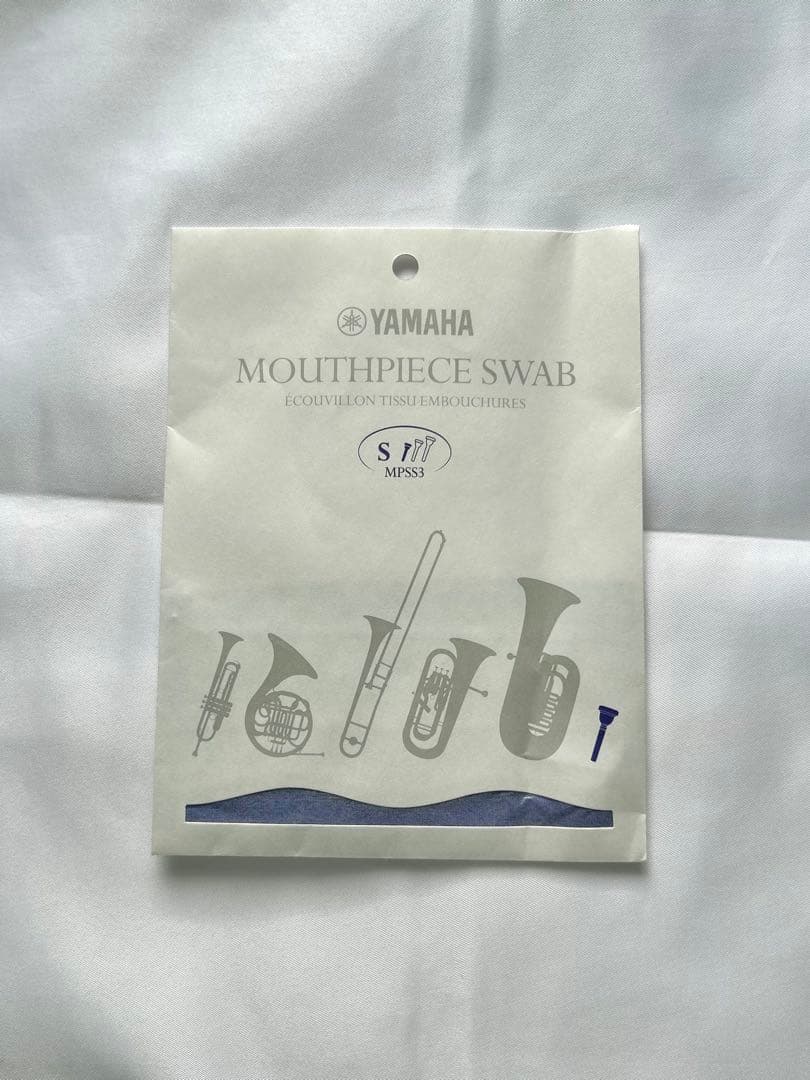 YAMAHA
MOUTHPIECE SWAB
ÉCOUVILLON TISSU EMBOUCHURES
S
MPSS3